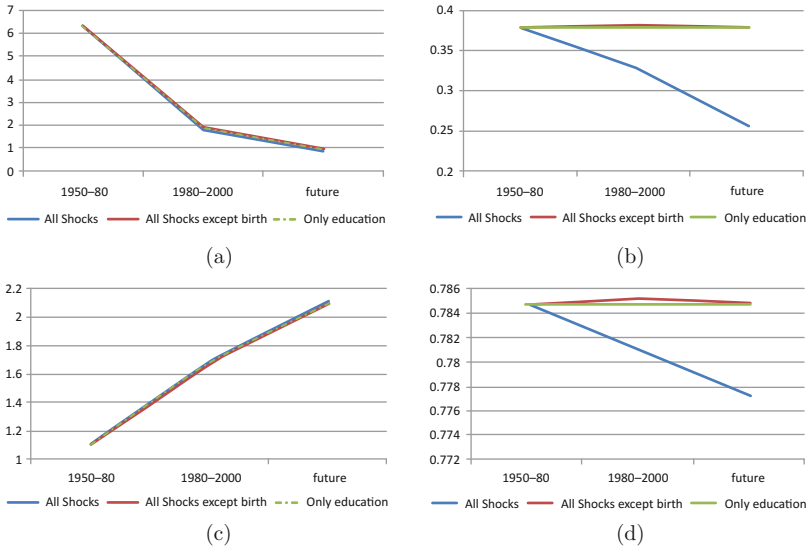 7
6
5
4
3
2
1
0
1950–80 1980–2000 future
All Shocks All Shocks except birth Only education
(a)
0.4
0.35
0.3
0.25
0.2
1950–80 1980–2000 future
All Shocks All Shocks except birth Only education
(b)
2.2
2
1.8
1.6
1.4
1.2
1
1950–80 1980–2000 future
All Shocks All Shocks except birth Only education
(c)
0.786
0.784
0.782
0.78
0.778
0.776
0.774
0.772
1950–80 1980–2000 future
All Shocks All Shocks except birth Only education
(d)